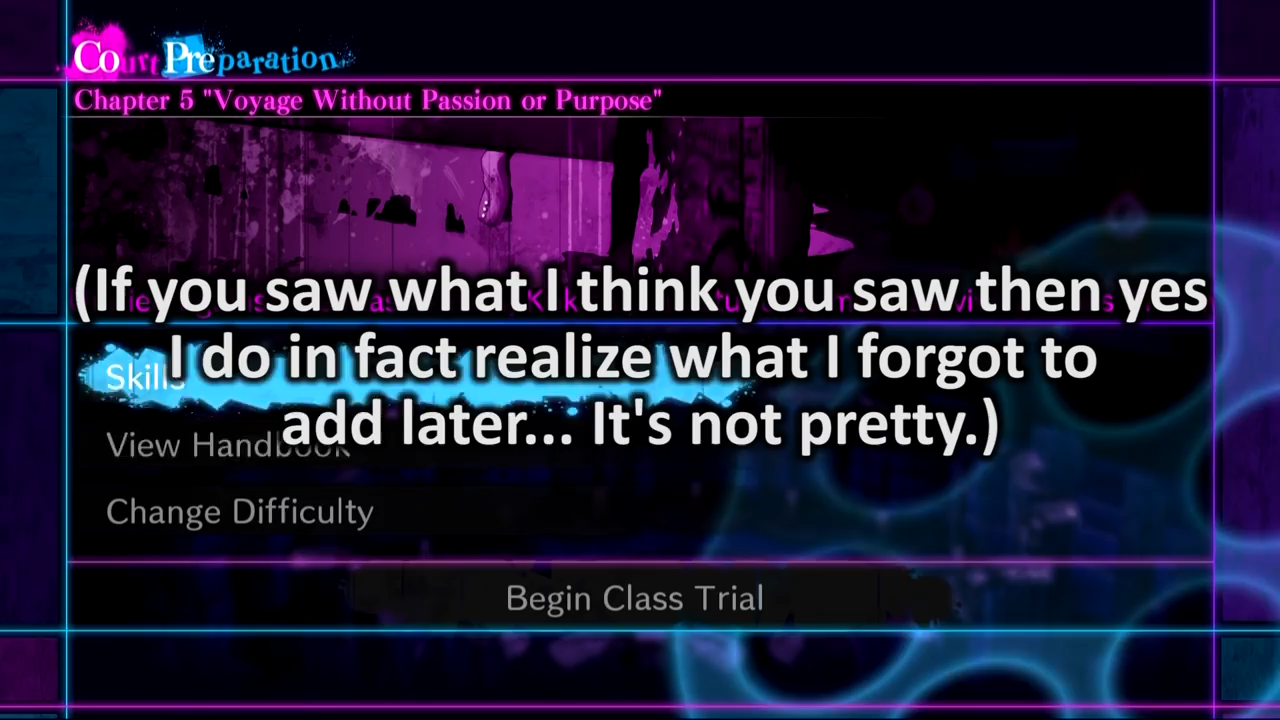 Court Preparation
Chapter 5 "Voyage Without Passion or Purpose"
(If you saw what I think you saw then yes
I do in fact realize what I forgot to
add later... It's not pretty.)
Skills
View Handbook
Change Difficulty
Begin Class Trial